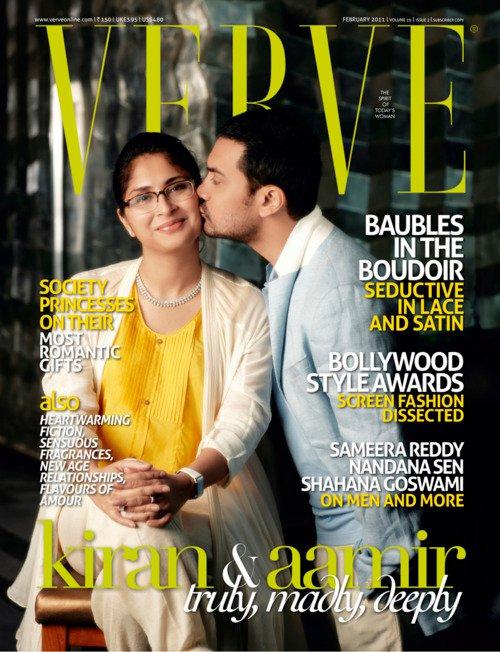 www.verveonline.com | ₹ 150 | UK£3.95 | US$4.80
FEBRUARY 2011 | VOLUME 19 | ISSUE 2 | SUBSCRIBER COPY
VERVE
®
THE
SPIRIT
OF
TODAY'S
WOMAN
BAUBLES
IN THE
BOUDOIR
SEDUCTIVE
IN LACE
AND SATIN
SOCIETY
PRINCESSES
ON THEIR
MOST
ROMANTIC
GIFTS
also
HEARTWARMING
FICTION,
SENSUOUS
FRAGRANCES,
NEW AGE
RELATIONSHIPS,
FLAVOURS OF
AMOUR
BOLLYWOOD
STYLE AWARDS
SCREEN FASHION
DISSECTED
SAMEERA REDDY
NANDANA SEN
SHAHANA GOSWAMI
ON MEN AND MORE
kiran & aamir
truly, madly, deeply